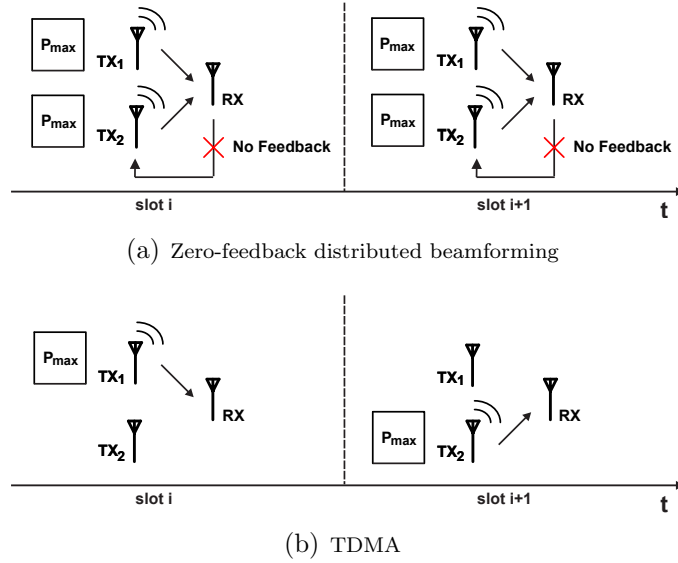 Pmax
TX1
Pmax
TX2
RX
No Feedback
slot i
Pmax
TX1
Pmax
TX2
RX
No Feedback
slot i+1
t
(a) Zero-feedback distributed beamforming
Pmax
TX1
TX2
RX
slot i
TX1
Pmax
TX2
RX
slot i+1
t
(b) TDMA